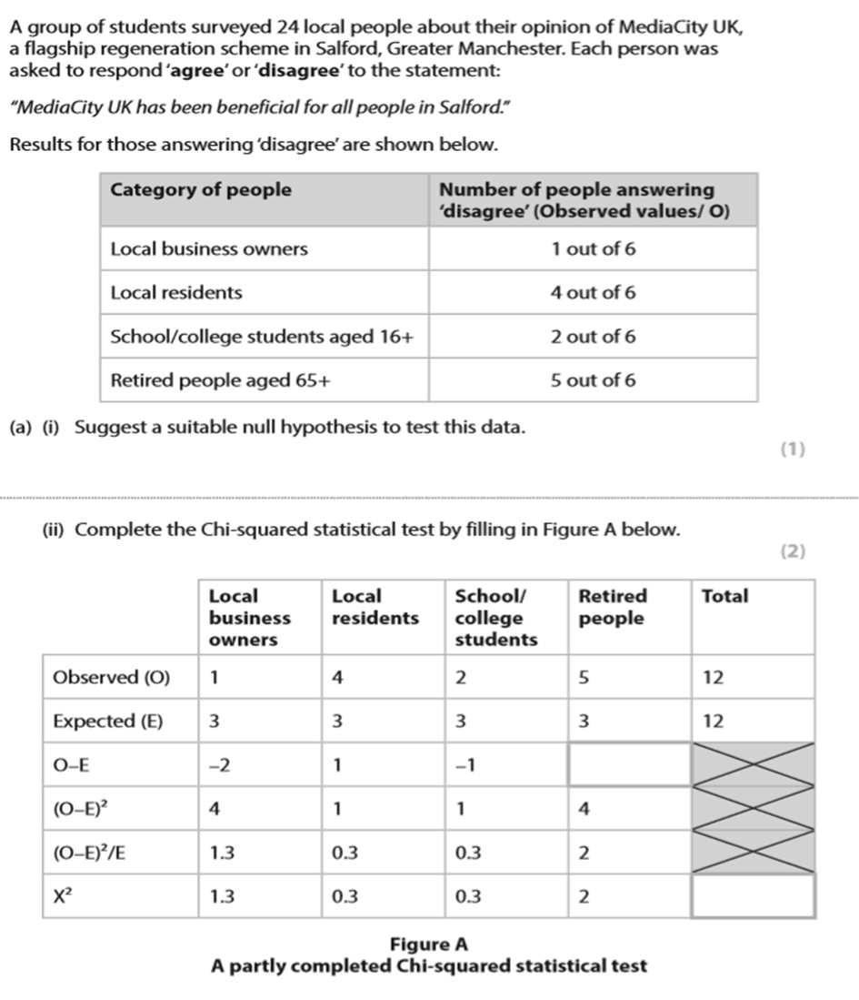 A group of students surveyed 24 local people about their opinion of MediaCity UK,
a flagship regeneration scheme in Salford, Greater Manchester. Each person was
asked to respond ‘agree’ or ‘disagree’ to the statement:
“MediaCity UK has been beneficial for all people in Salford.”
Results for those answering ‘disagree’ are shown below.
Category of people
Number of people answering
‘disagree’ (Observed values/ O)
Local business owners 1 out of 6
Local residents 4 out of 6
School/college students aged 16+ 2 out of 6
Retired people aged 65+ 5 out of 6
(a) (i) Suggest a suitable null hypothesis to test this data.
(1)
(ii) Complete the Chi-squared statistical test by filling in Figure A below.
(2)
Local
business
owners
Local
residents
School/
college
students
Retired
people
Total
Observed (O) 1 4 2 5 12
Expected (E) 3 3 3 3 12
O–E –2 1 –1
(O–E)² 4 1 1 4
(O–E)²/E 1.3 0.3 0.3 2
X² 1.3 0.3 0.3 2
Figure A
A partly completed Chi-squared statistical test